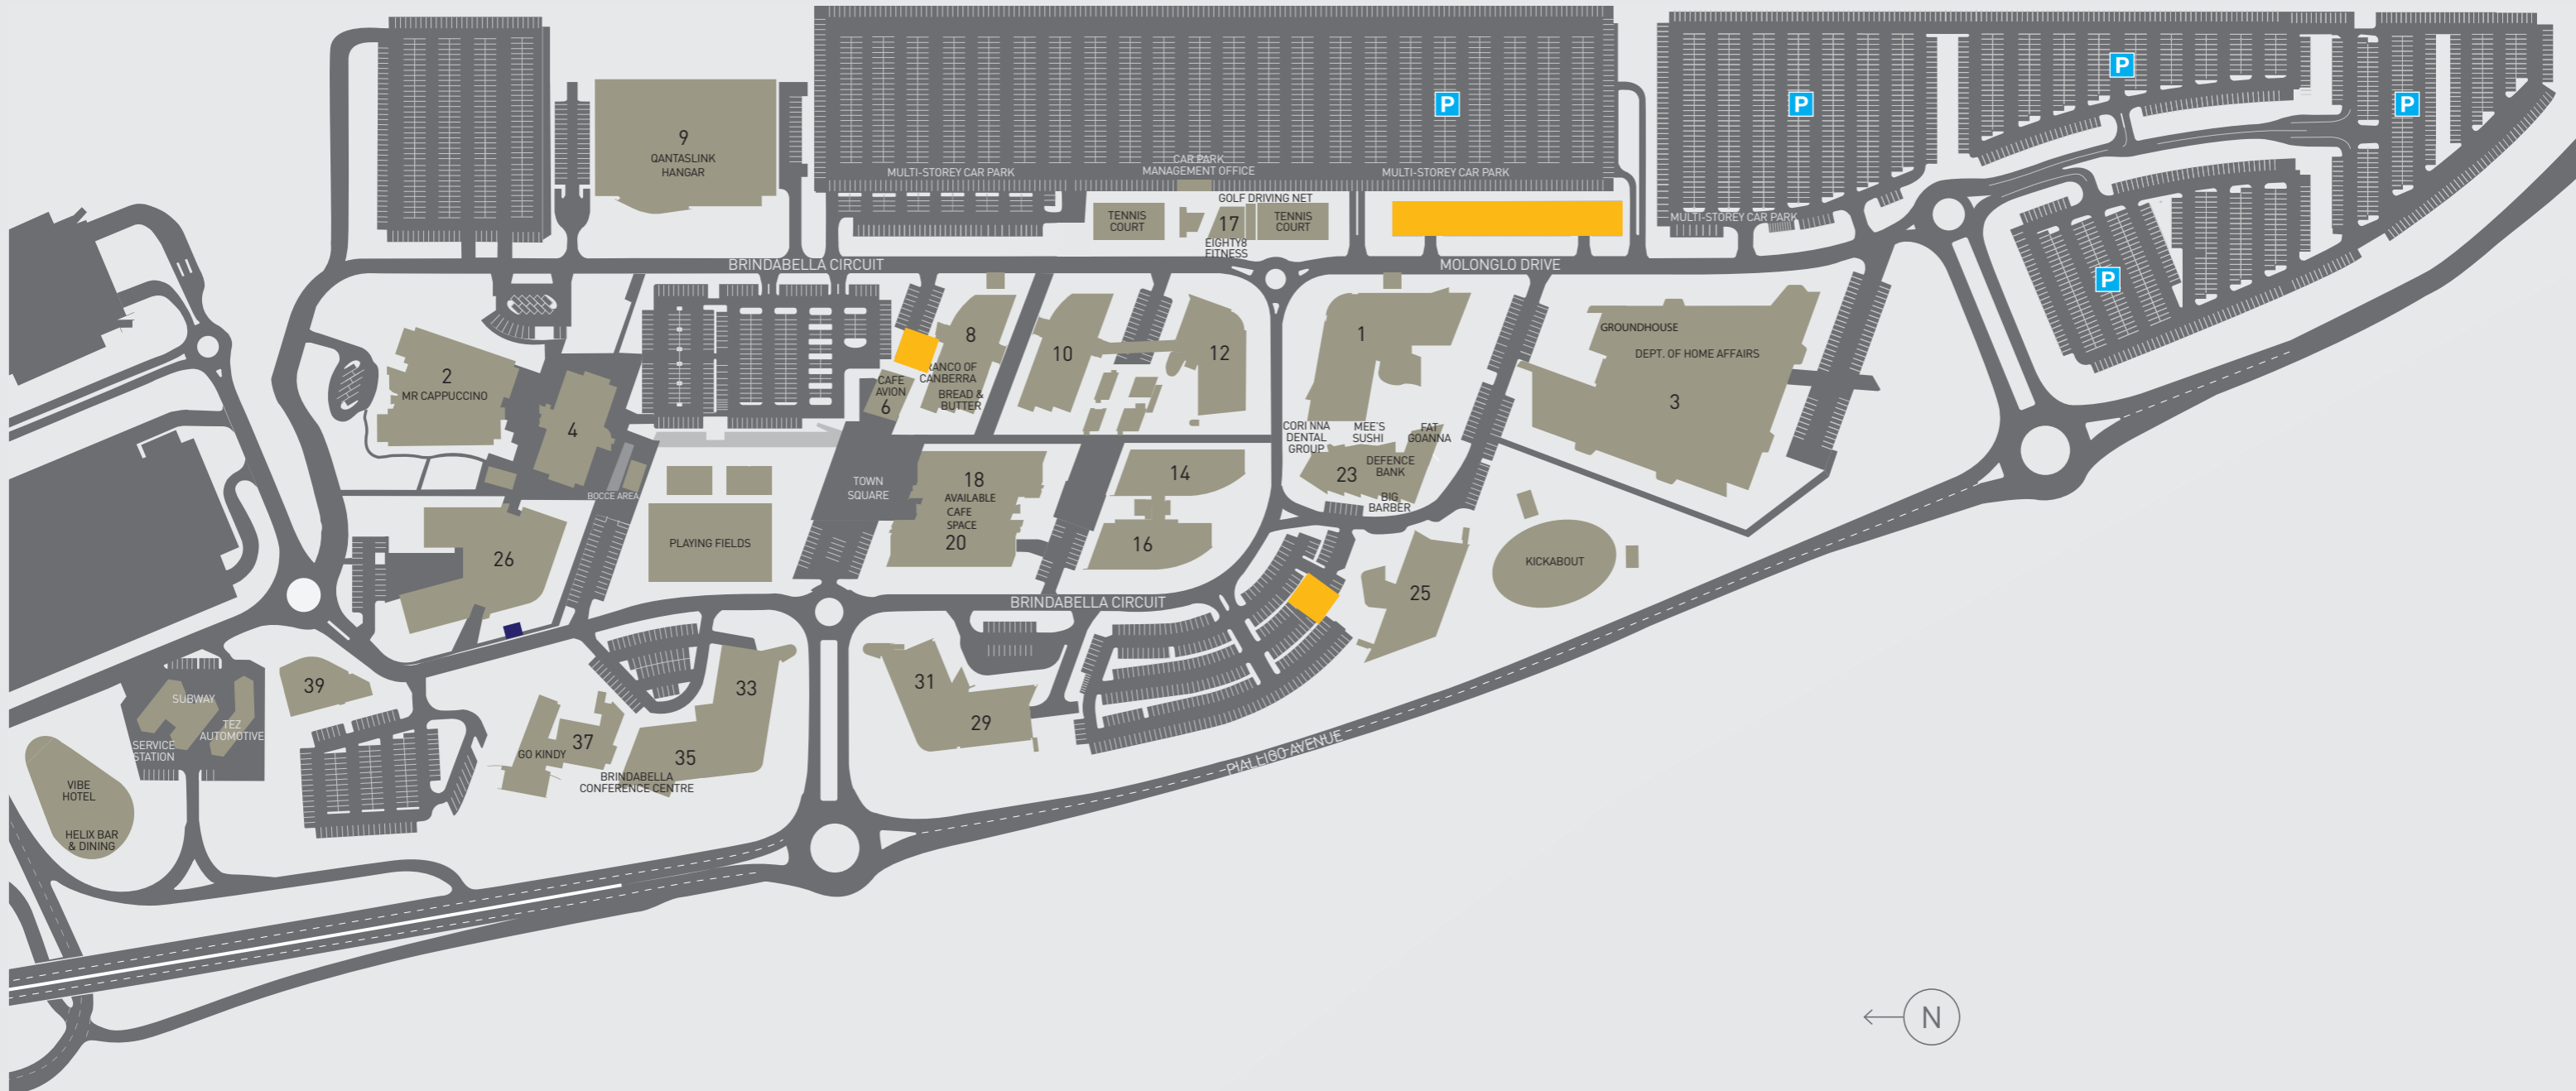 P
P
P
P
9
QANTASLINK
HANGAR
MULTI-STOREY CAR PARK
CAR PARK
MANAGEMENT OFFICE
MULTI-STOREY CAR PARK
GOLF DRIVING NET
TENNIS
COURT
17
TENNIS
COURT
EIGHTY8
FITNESS
MULTI-STOREY CAR PARK
BRINDABELLA CIRCUIT
MOLONGLO DRIVE
P
2
MR CAPPUCCINO
4
8
RANCO OF
CANBERRA
BREAD &
BUTTER
CAFE
AVION
6
10
12
1
GROUNDHOUSE
DEPT. OF HOME AFFAIRS
3
CORI NNA
DENTAL
GROUP
MEE'S
SUSHI
FAT
GOANNA
23
DEFENCE
BANK
BIG
BARBER
BOCCE AREA
TOWN
SQUARE
18
AVAILABLE
CAFE
SPACE
20
14
16
26
PLAYING FIELDS
25
KICKABOUT
BRINDABELLA CIRCUIT
39
SUBWAY
TEZ
AUTOMOTIVE
SERVICE
STATION
VIBE
HOTEL
HELIX BAR
& DINING
GO KINDY
37
33
35
BRINDABELLA
CONFERENCE CENTRE
31
29
PIALLIGO AVENUE
N